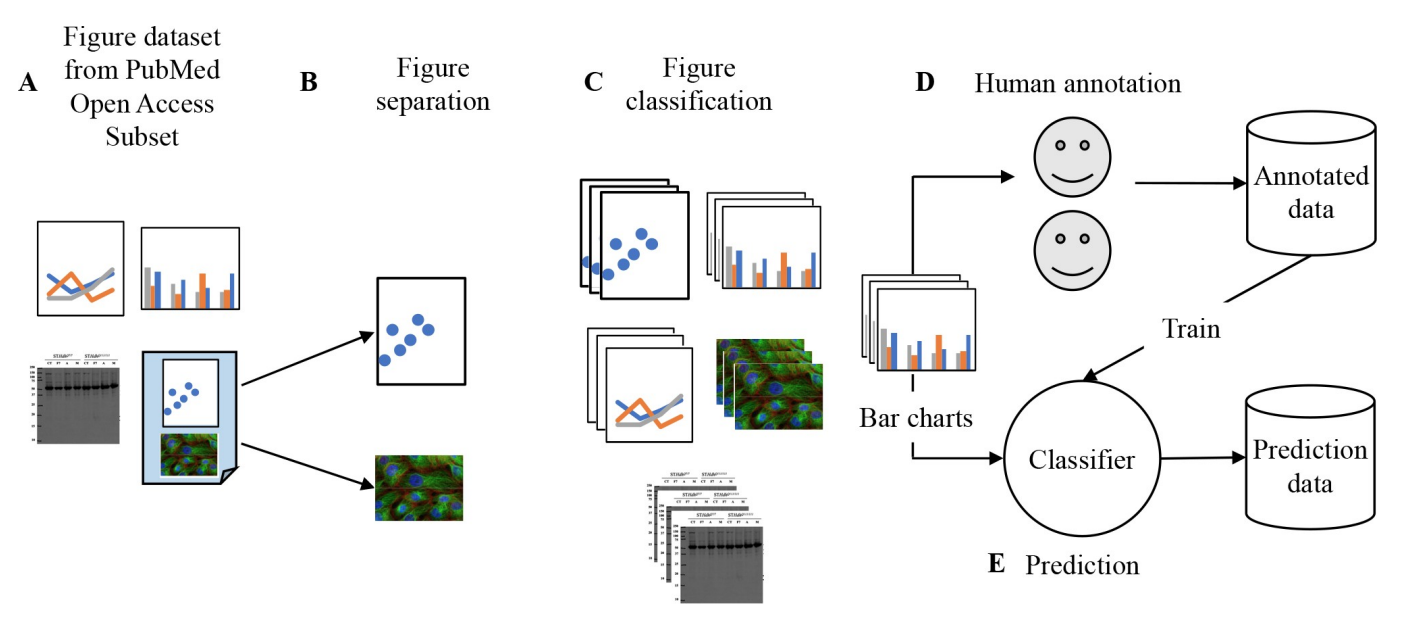 A
Figure dataset
from PubMed
Open Access
Subset
B
Figure
separation
C
Figure
classification
D
Human annotation
Annotated
data
Train
Bar charts
Classifier
Prediction
data
E Prediction